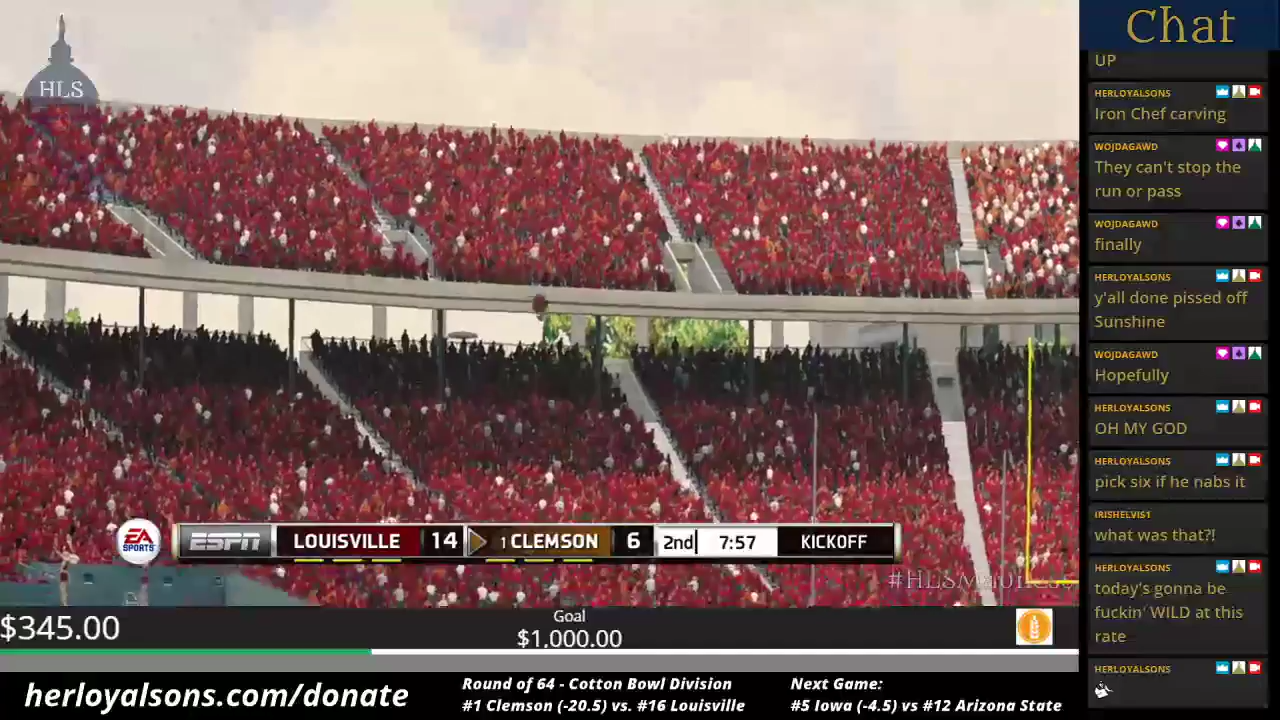 HLS
EA
SPORTS
ESPN LOUISVILLE 14 1 CLEMSON 6 2nd 7:57 KICKOFF
#HLSMadness
$345.00
Goal
$1,000.00
herloyalsons.com/donate
Round of 64 - Cotton Bowl Division
#1 Clemson (-20.5) vs. #16 Louisville
Next Game:
#5 Iowa (-4.5) vs #12 Arizona State
Chat
UP
HERLOYALSONS
Iron Chef carving
WOJDAGAWD
They can't stop the
run or pass
WOJDAGAWD
finally
HERLOYALSONS
y'all done pissed off
Sunshine
WOJDAGAWD
Hopefully
HERLOYALSONS
OH MY GOD
HERLOYALSONS
pick six if he nabs it
IRISHELVIS1
what was that?!
HERLOYALSONS
today's gonna be
fuckin' WILD at this
rate
HERLOYALSONS